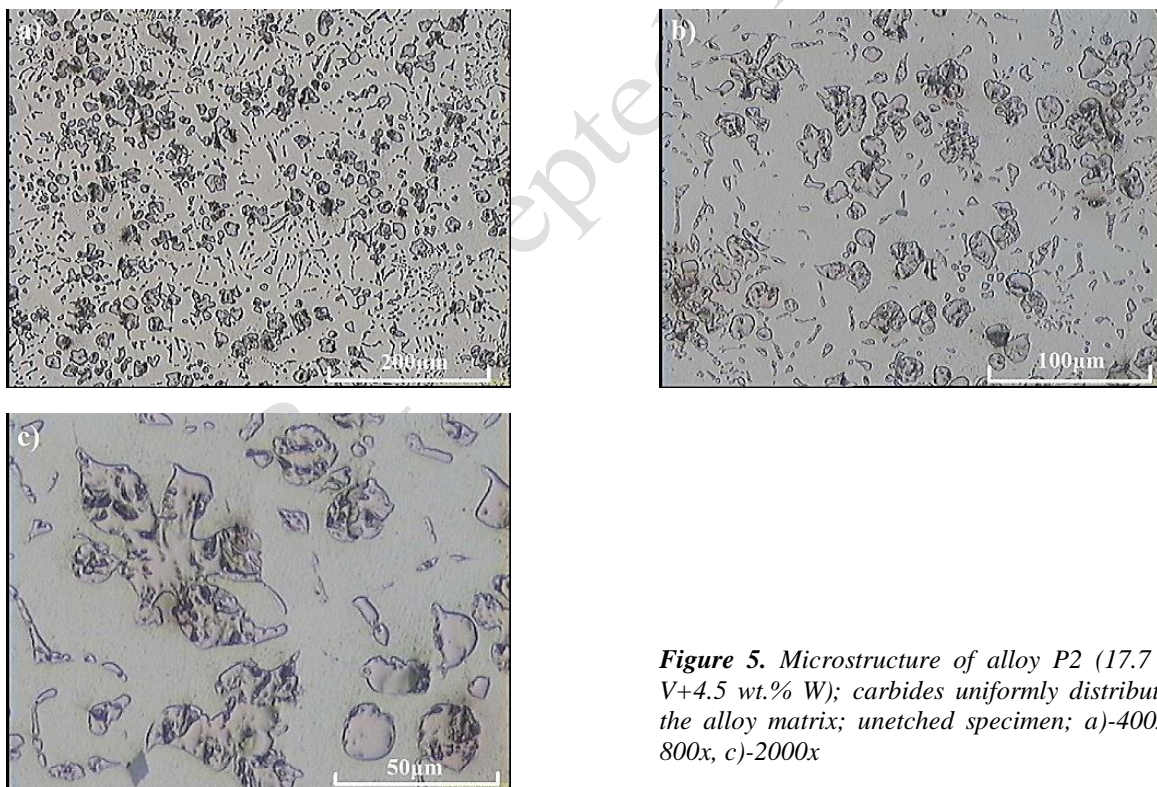 a)
200µm
b)
100µm
c)
50µm
Figure 5. Microstructure of alloy P2 (17.7
V+4.5 wt.% W); carbides uniformly distribut
the alloy matrix; unetched specimen; a)-400
800x, c)-2000x